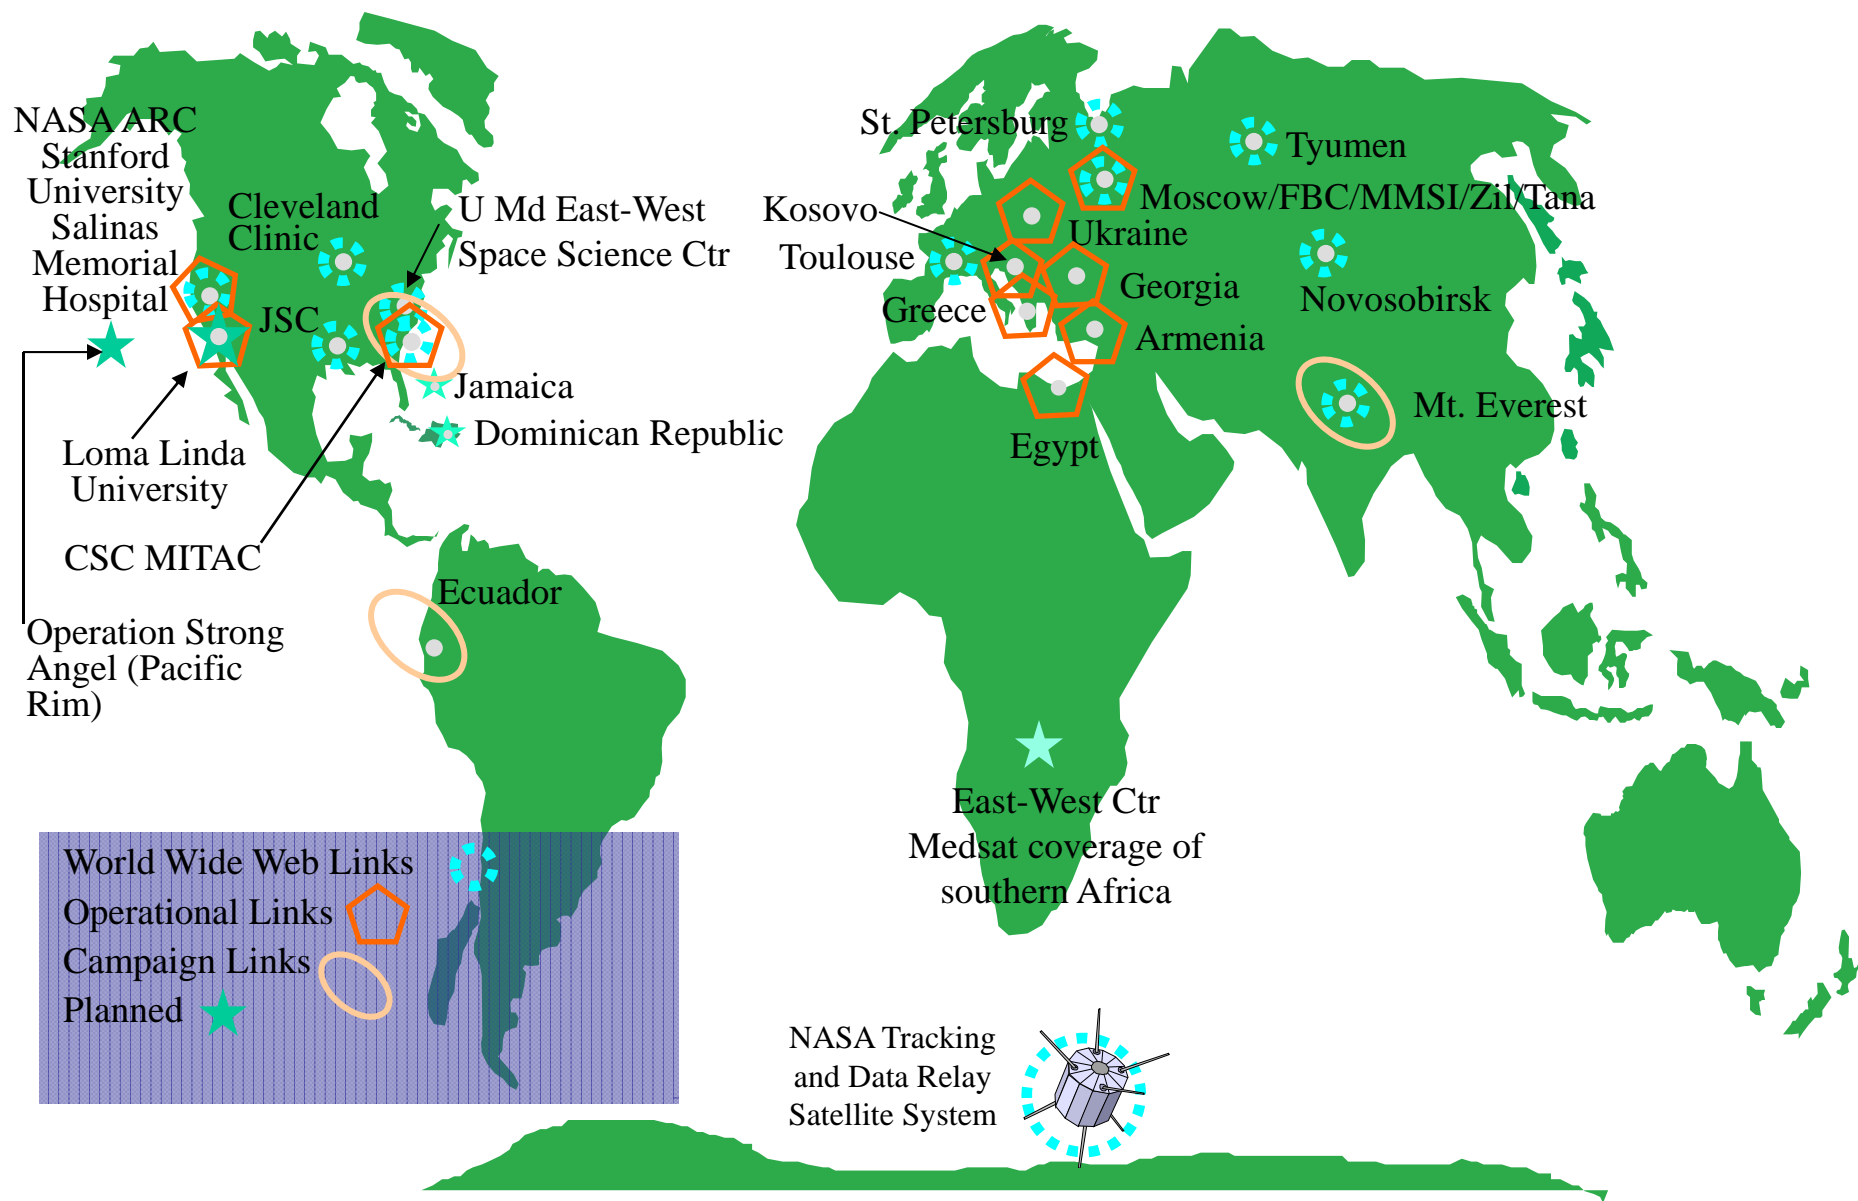 NASA ARC
Stanford
University
Salinas
Memorial
Hospital
Cleveland
Clinic
U Md East-West
Space Science Ctr
JSC
Jamaica
Dominican Republic
Loma Linda
University
CSC MITAC
Operation Strong
Angel (Pacific
Rim)
Ecuador
St. Petersburg
Tyumen
Moscow/FBC/MMSI/Zil/Tana
Kosovo
Ukraine
Toulouse
Georgia
Novosobirsk
Greece
Armenia
Mt. Everest
Egypt
East-West Ctr
Medsat coverage of
southern Africa
World Wide Web Links
Operational Links
Campaign Links
Planned
NASA Tracking
and Data Relay
Satellite System